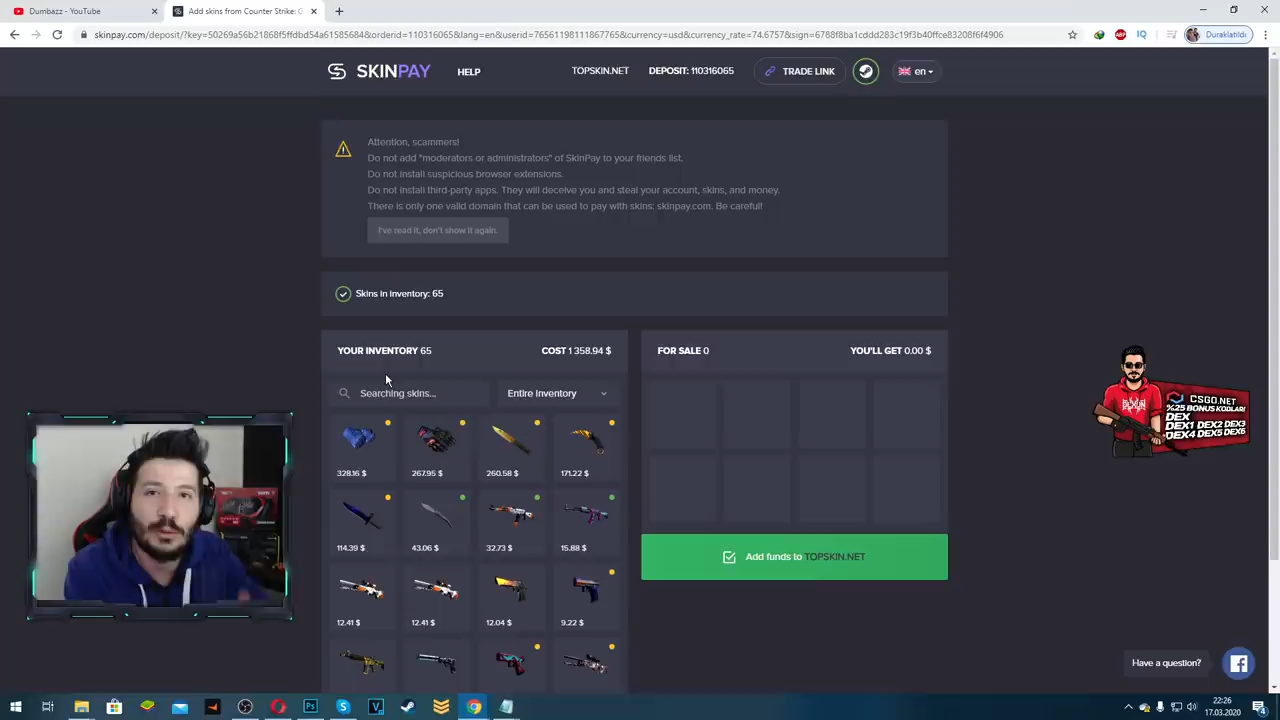 Dumbazz - YouTube
Add skins from Counter Strike: G
skinpay.com/deposit/?key=50269a56b21868f5ffdbd54a61585684&orderid=110316065&lang=en&userid=76561198111867765&currency=usd&currency_rate=74.6757&sign=6788f8ba1cddd283c19f3b40ffce83208f6f4906
ABP
IQ
Duraklatıldı
SKINPAY
HELP
TOPSKIN.NET
DEPOSIT: 110316065
TRADE LINK
en
Attention, scammers!
Do not add "moderators or administrators" of SkinPay to your friends list.
Do not install suspicious browser extensions.
Do not install third-party apps. They will deceive you and steal your account, skins, and money.
There is only one valid domain that can be used to pay with skins: skinpay.com. Be careful!
I've read it, don't show it again.
Skins in inventory: 65
YOUR INVENTORY 65
COST 1 358.94 $
FOR SALE 0
YOU'LL GET 0.00 $
Searching skins...
Entire inventory
328.16 $
267.95 $
260.58 $
171.22 $
114.39 $
43.06 $
32.73 $
15.88 $
12.41 $
12.41 $
12.04 $
9.22 $
Add funds to TOPSKIN.NET
CSGO.NET
%25 BONUS KODLARI
DEX
DEX1 DEX2 DEX3
DEX4 DEX5 DEX6
Have a question?
Ps
22:26
17.03.2020
4